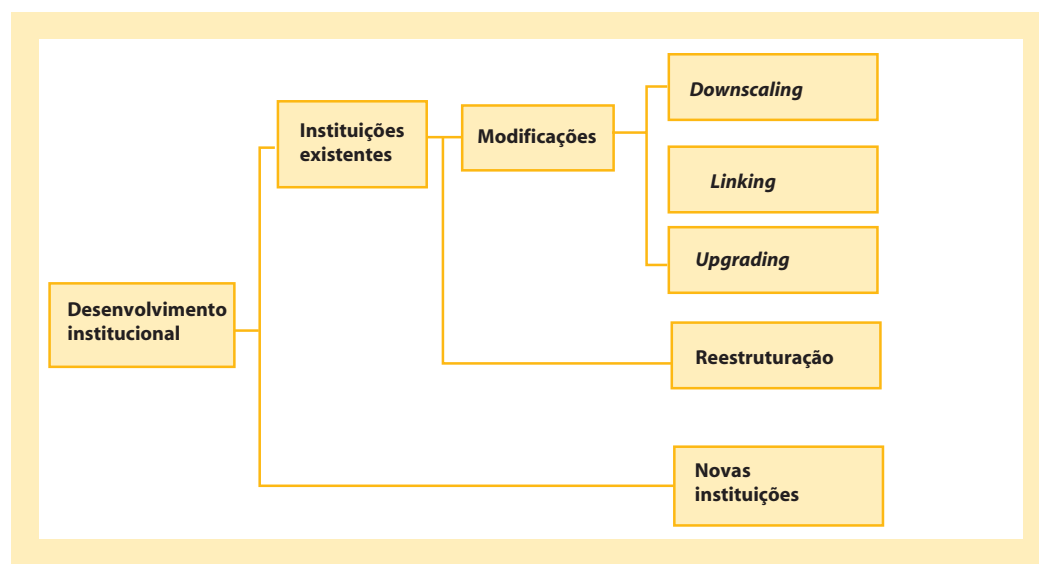 Downscaling
Instituições
existentes
Modificações
Linking
Upgrading
Desenvolvimento
institucional
Reestruturação
Novas
instituições